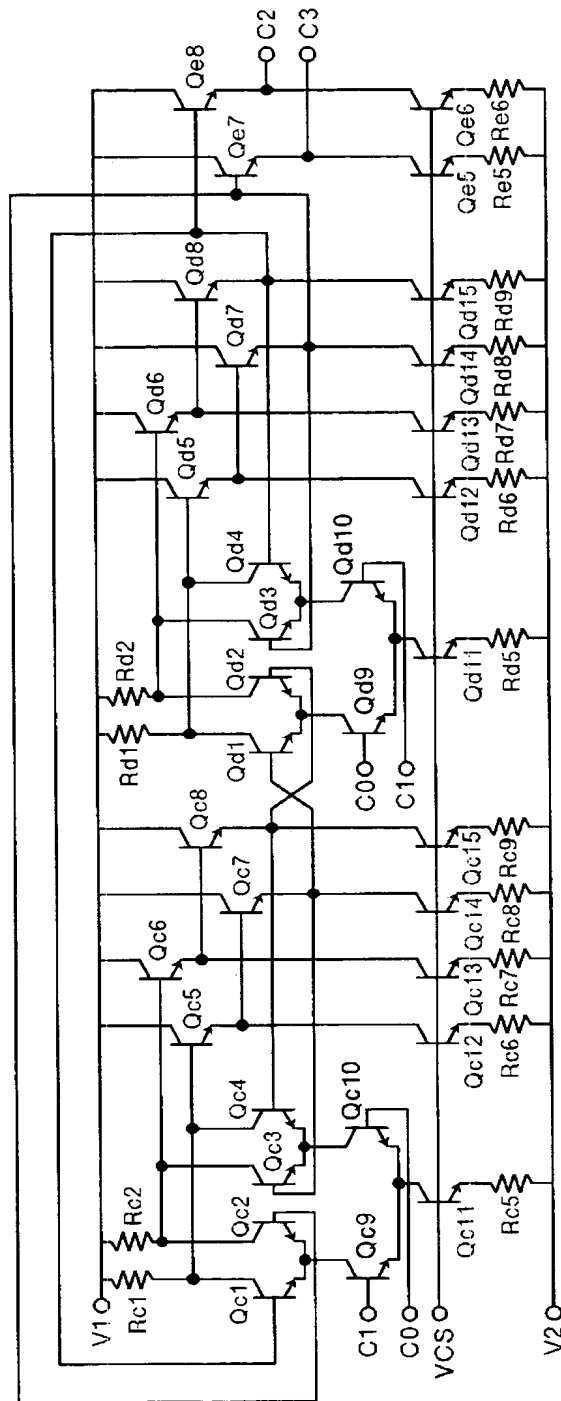 V1
Rc1
Rc2
Qc1
Qc2
Qc3
Qc4
Qc5
Qc6
Qc7
Qc8
Rd1
Rd2
Qd1
Qd2
Qd3
Qd4
Qd5
Qd6
Qd7
Qd8
Qe7
Qe8
C2
C3
C1
C0
Qc9
Qc10
C0
C1
Qd9
Qd10
VCS
Qc11
Qc12
Qc13
Qc14
Qc15
Qd11
Qd12
Qd13
Qd14
Qd15
Qe5
Qe6
V2
Rc5
Rc6
Rc7
Rc8
Rc9
Rd5
Rd6
Rd7
Rd8
Rd9
Re5
Re6